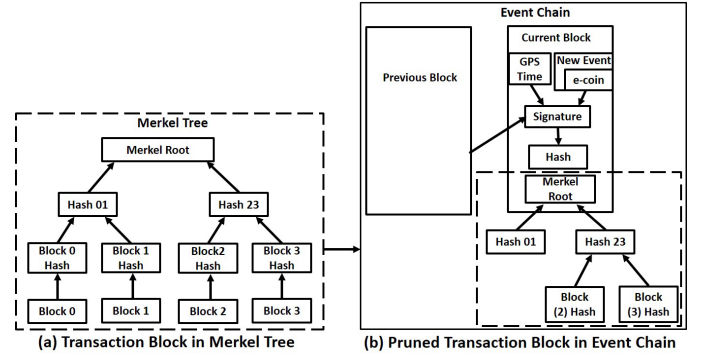 Merkel Tree
Merkel Root
Hash 01
Hash 23
Block 0
Hash
Block 1
Hash
Block2
Hash
Block 3
Hash
Block 0
Block 1
Block 2
Block 3
(a) Transaction Block in Merkel Tree
Event Chain
Previous Block
Current Block
GPS
Time
New Event
e-coin
Signature
Hash
Merkel
Root
Hash 01
Hash 23
Block
(2) Hash
Block
(3) Hash
(b) Pruned Transaction Block in Event Chain